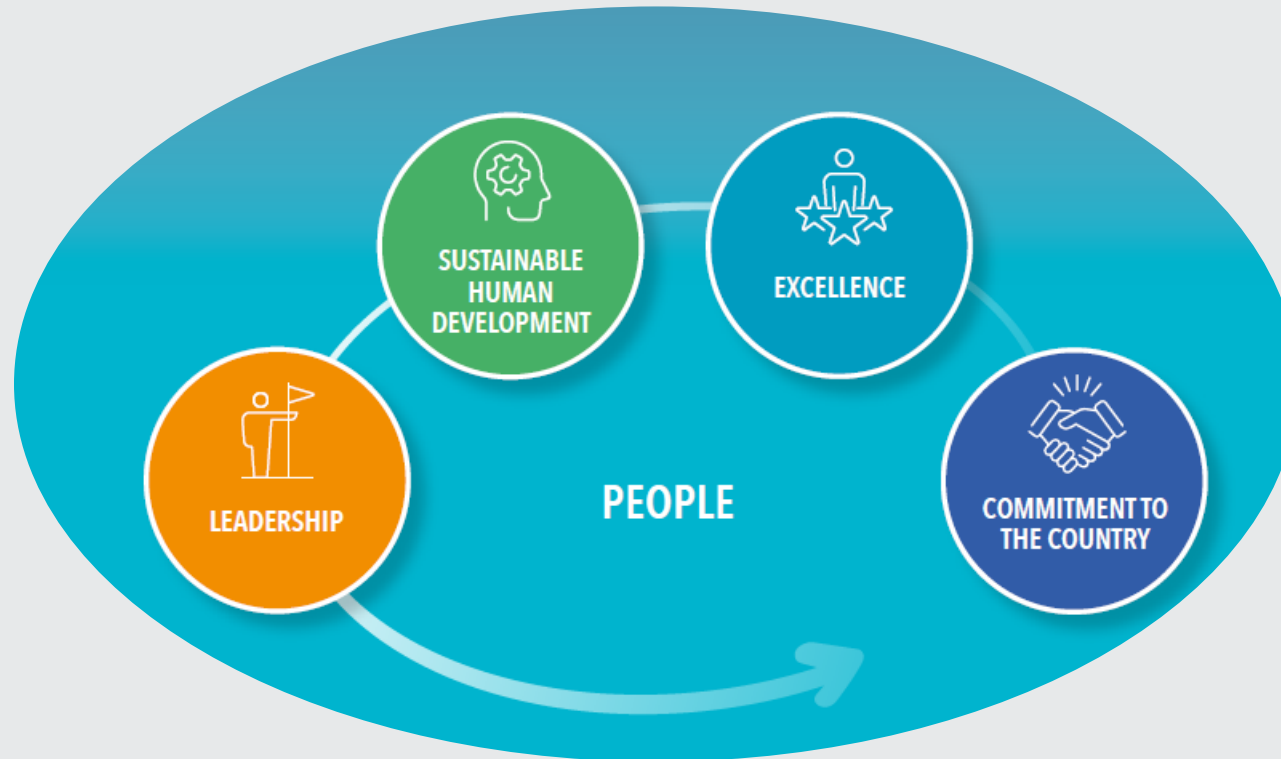 SUSTAINABLE
HUMAN
DEVELOPMENT
EXCELLENCE
LEADERSHIP
PEOPLE
COMMITMENT TO
THE COUNTRY